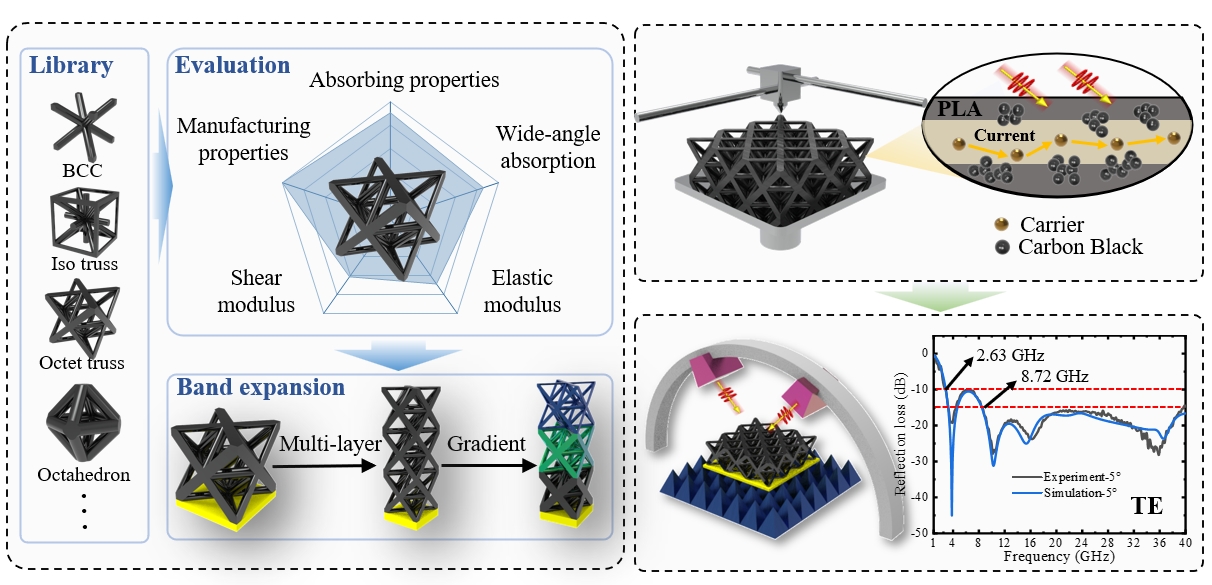 Library
BCC
Iso truss
Octet truss
Octahedron
Evaluation
Absorbing properties
Manufacturing
properties
Wide-angle
absorption
Shear
modulus
Elastic
modulus
Band expansion
Multi-layer
Gradient
PLA
Current
Carrier
Carbon Black
2.63 GHz
8.72 GHz
Reflection loss (dB)
0
-10
-20
-30
-40
-50
Experiment-5°
Simulation-5°
TE
1 4 8 12 16 20 24 28 32 36 40
Frequency (GHz)